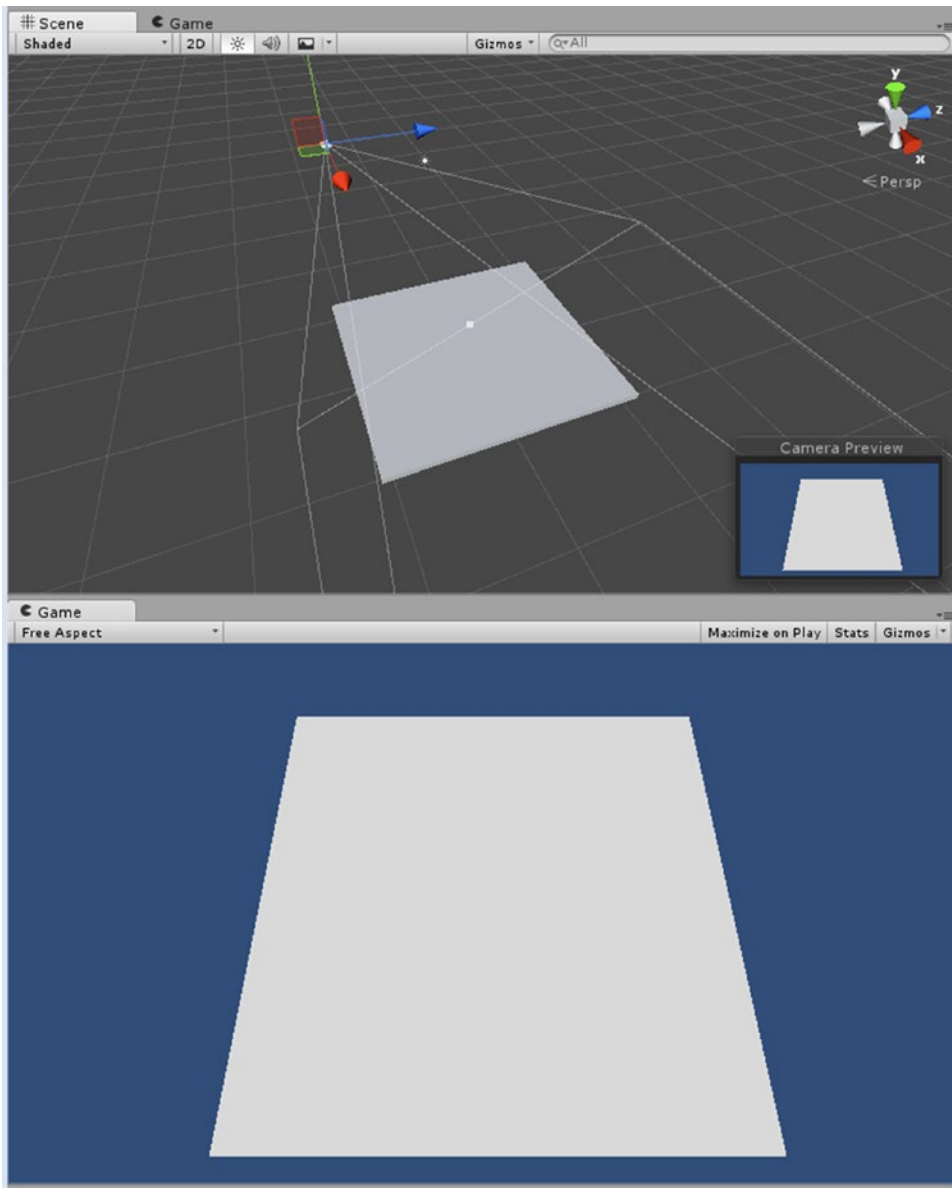 Scene Game
Shaded 2D Gizmos All
y
z
x
Persp
Camera Preview
Game
Free Aspect Maximize on Play Stats Gizmos